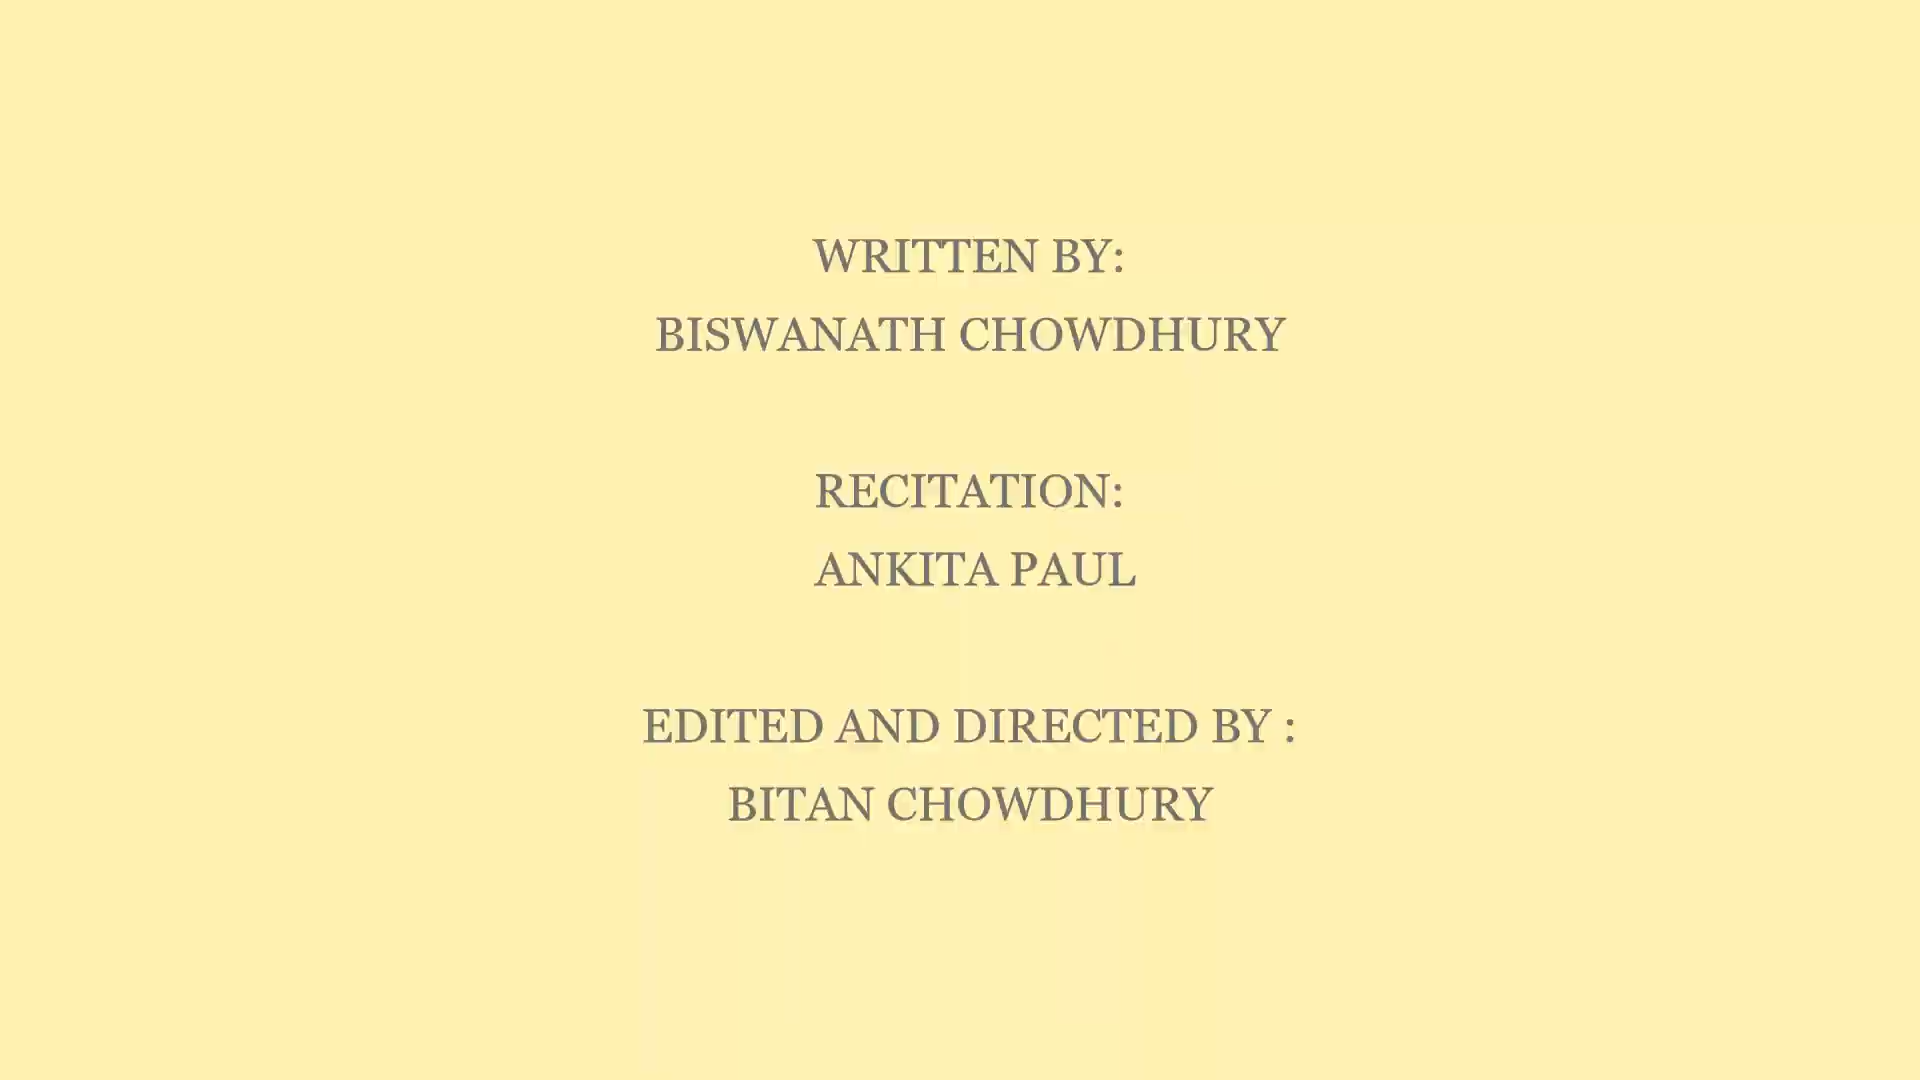 WRITTEN BY:
BISWANATH CHOWDHURY
RECITATION:
ANKITA PAUL
EDITED AND DIRECTED BY :
BITAN CHOWDHURY